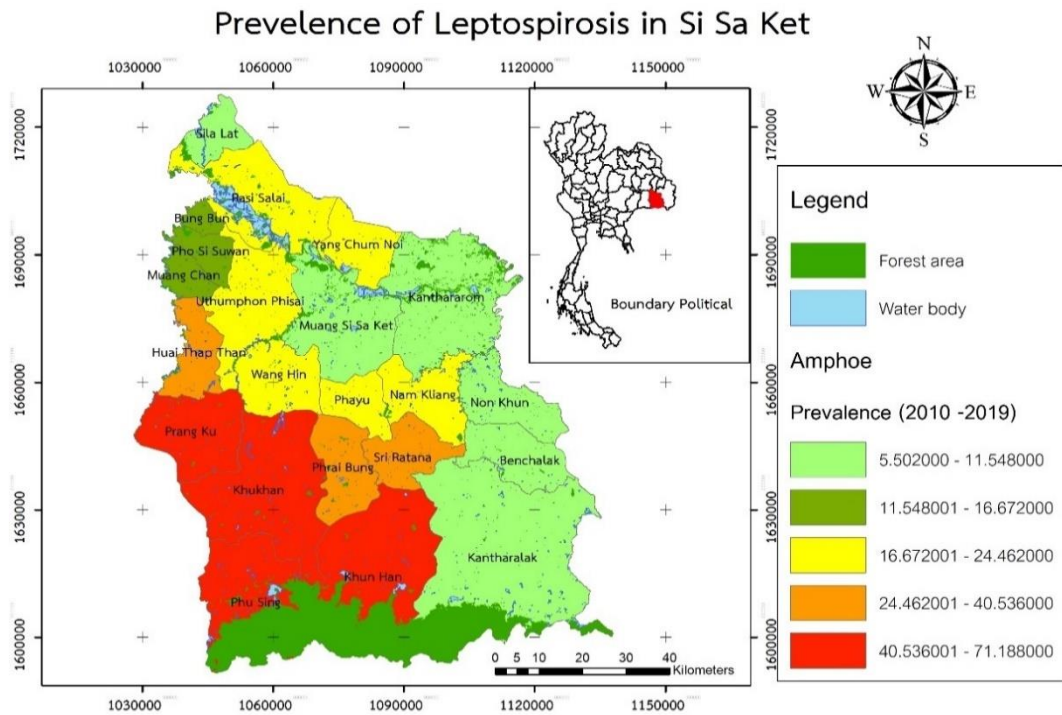 Prevelence of Leptospirosis in Si Sa Ket
1030000 1060000 1090000 1120000 1150000
N
W E
S
1720000
1690000
1660000
1630000
1600000
1720000
1690000
1660000
1630000
1600000
Sila Lat
Rasi Salai
Bung Bun
Yang Chum Noi
Pho Si Suwan
Muang Chan
Uthumphon Phisai
Kanthararom
Muang Si Sa Ket
Huai Thap Than
Wang Hin
Phayu
Nam Kliang
Non Khun
Prang Ku
Phrai Bung
Sri Ratana
Benchalak
Khukhan
Kantharalak
Khun Han
Phu Sing
Boundary Political
0 5 10 20 30 40
Kilometers
1030000 1060000 1090000 1120000 1150000
Legend
Forest area
Water body
Amphoe
Prevalence (2010 -2019)
5.502000 - 11.548000
11.548001 - 16.672000
16.672001 - 24.462000
24.462001 - 40.536000
40.536001 - 71.188000